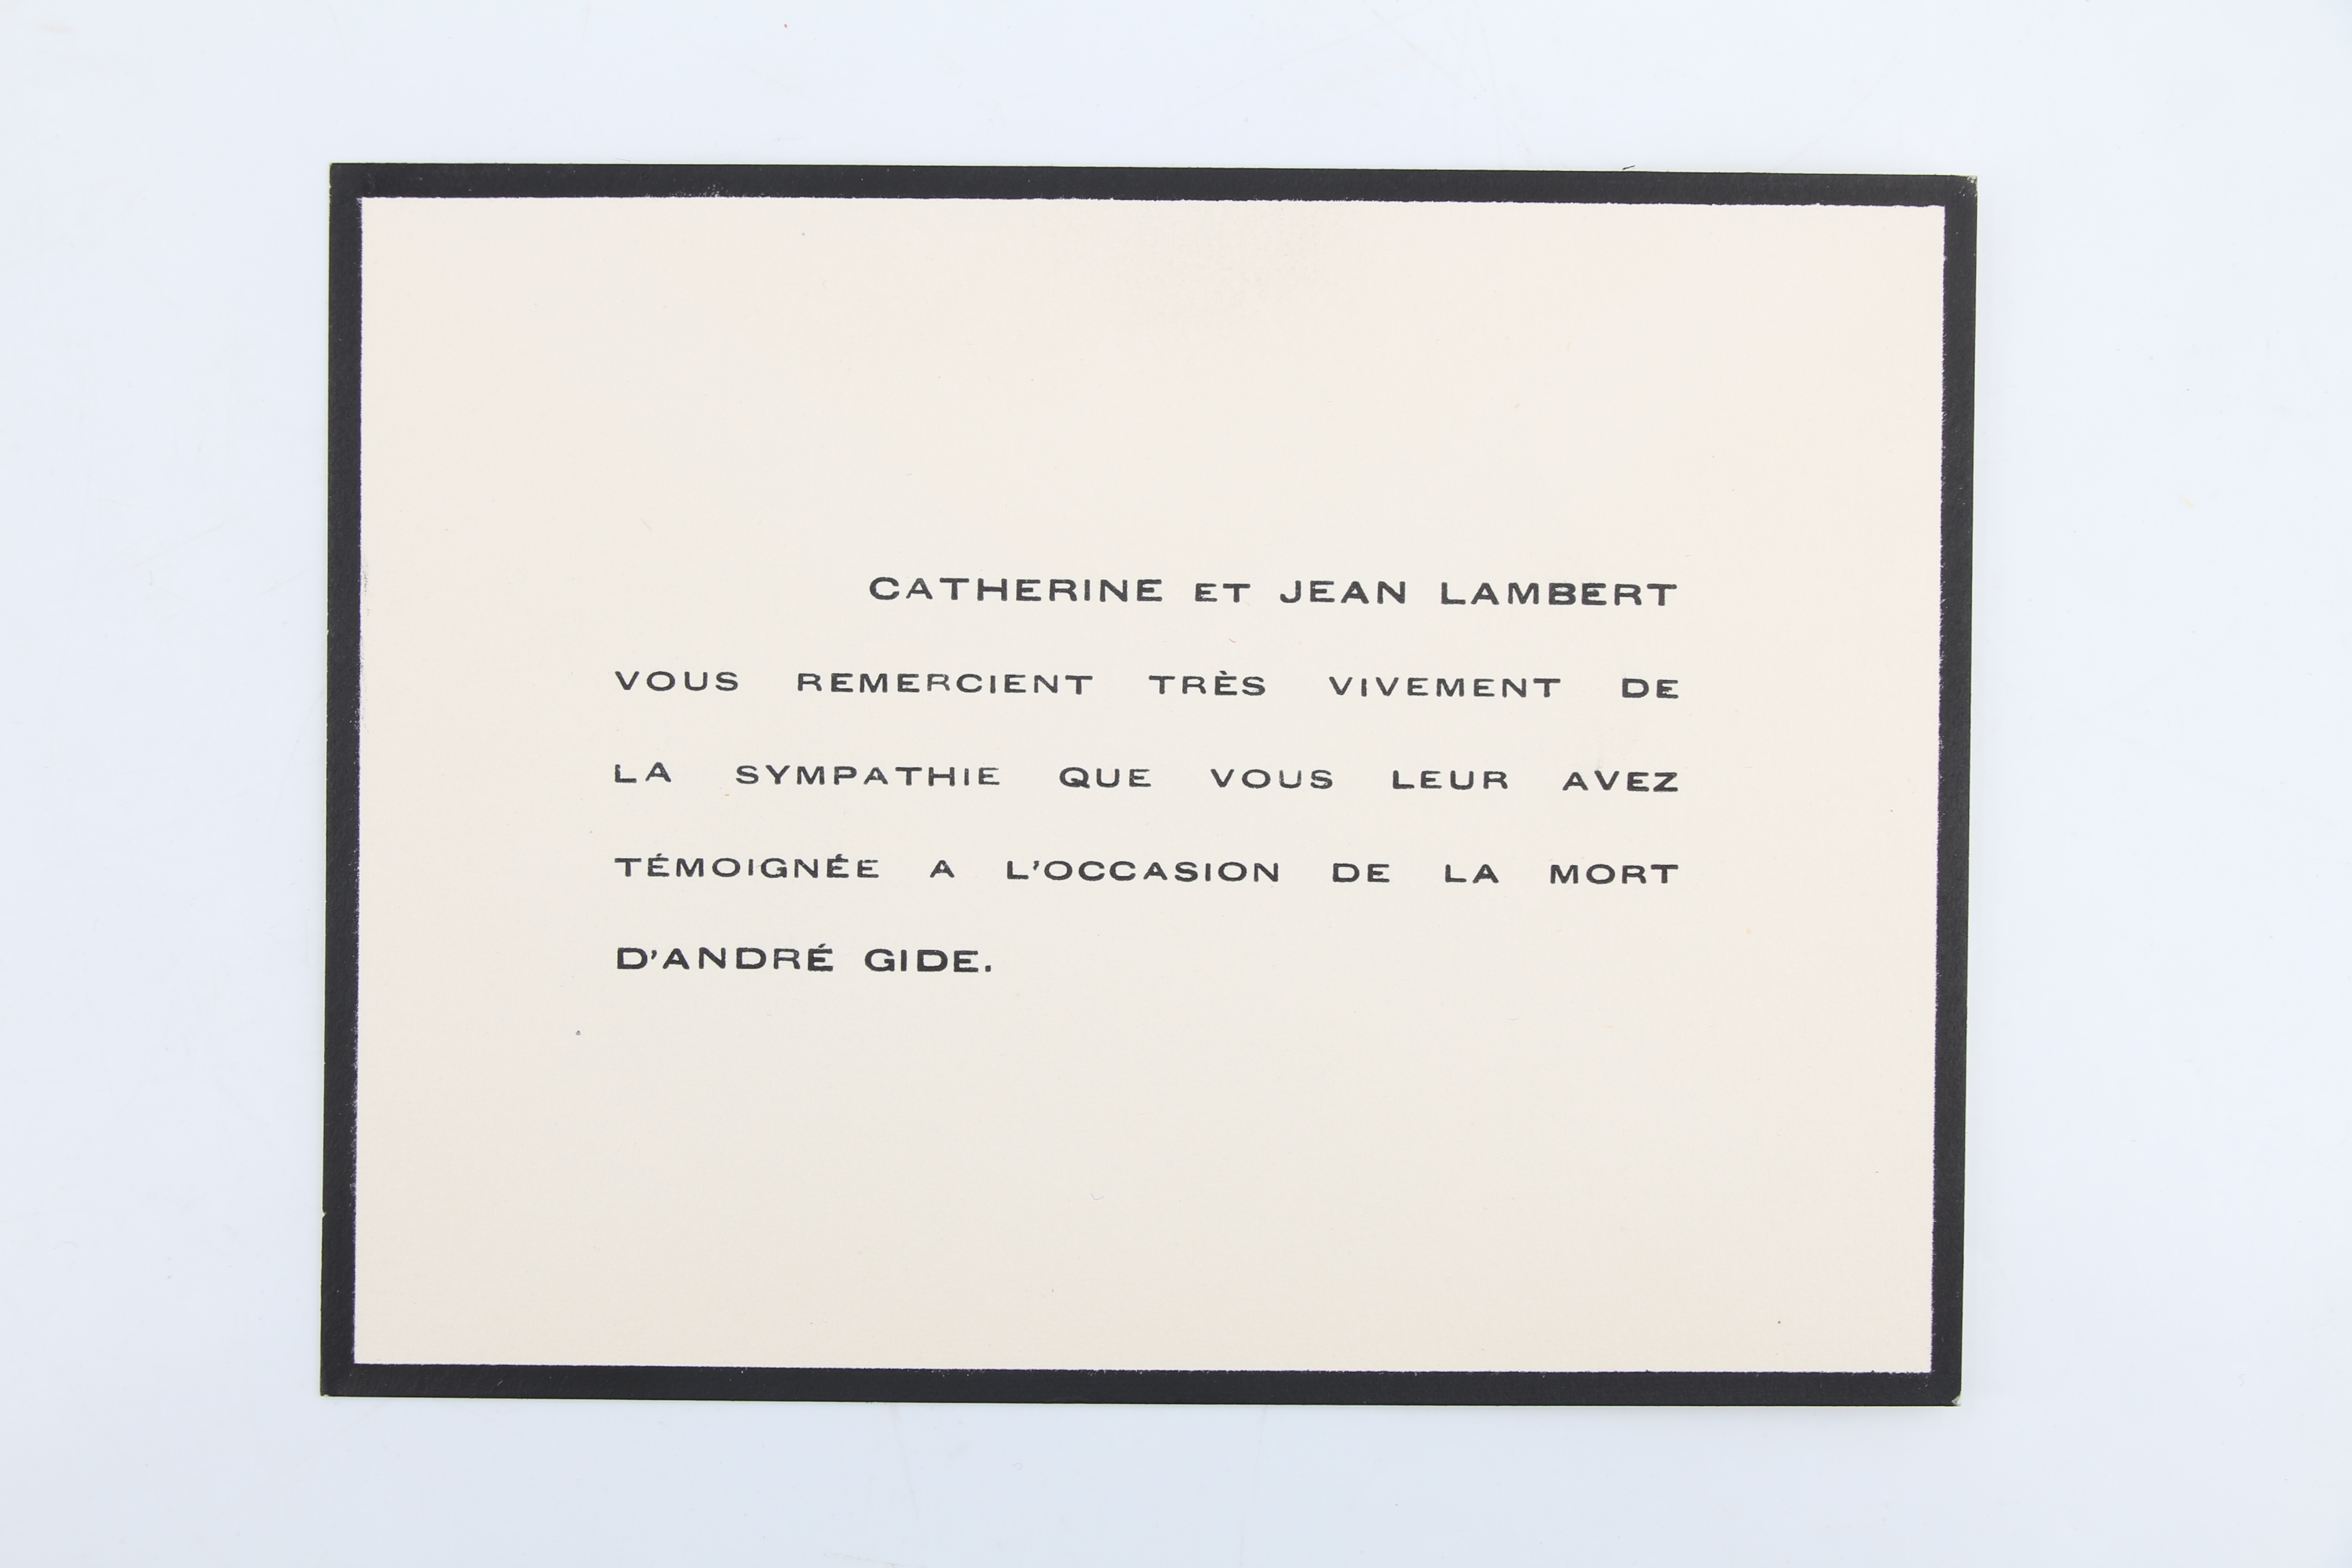 CATHERINE ET JEAN LAMBERT
VOUS REMERCIENT TRÈS VIVEMENT DE
LA SYMPATHIE QUE VOUS LEUR AVEZ
TÉMOIGNÉE A L'OCCASION DE LA MORT
D'ANDRÉ GIDE.